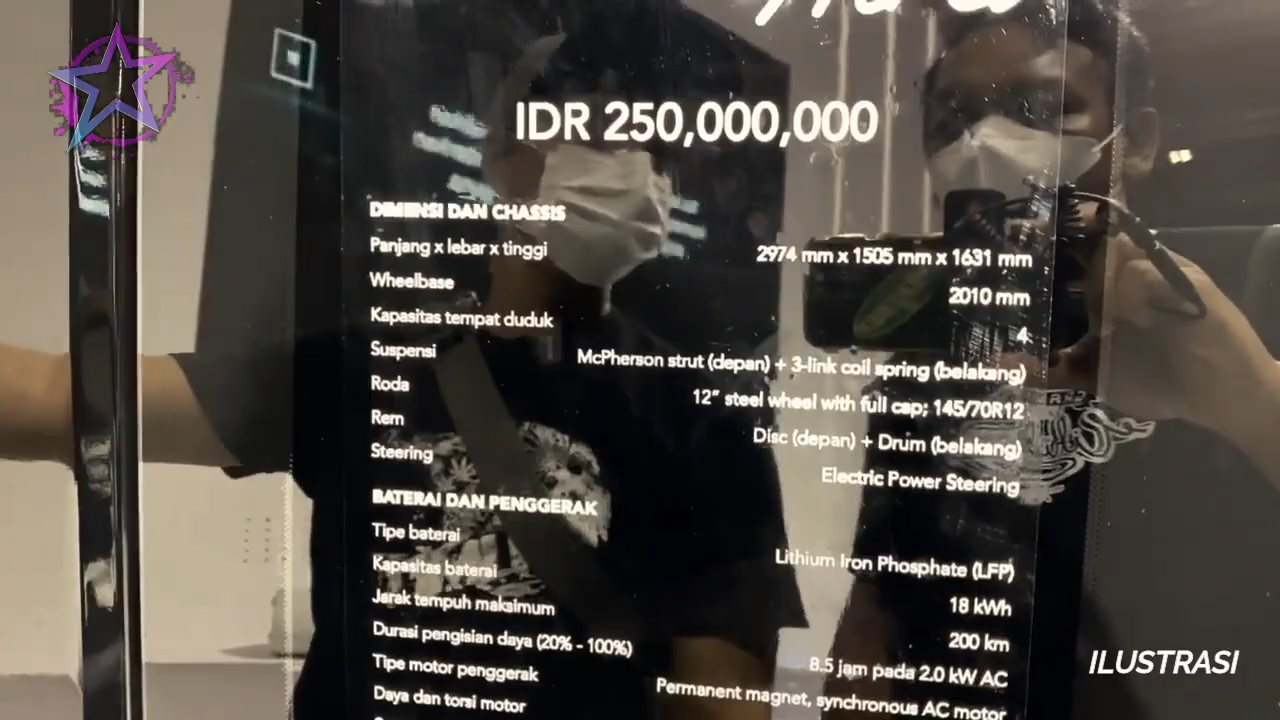 IDR 250,000,000
DIMENSI DAN CHASSIS
Panjang x lebar x tinggi 2974 mm x 1505 mm x 1631 mm
Wheelbase 2010 mm
Kapasitas tempat duduk 4
Suspensi McPherson strut (depan) + 3-link coil spring (belakang)
Roda 12" steel wheel with full cap; 145/70R12
Rem Disc (depan) + Drum (belakang)
Steering Electric Power Steering
BATERAI DAN PENGGERAK
Tipe baterai Lithium Iron Phosphate (LFP)
Kapasitas baterai 18 kWh
Jarak tempuh maksimum 200 km
Durasi pengisian daya (20% - 100%) 8.5 jam pada 2.0 kW AC
Tipe motor penggerak Permanent magnet, synchronous AC motor
Daya dan torsi motor
ILUSTRASI